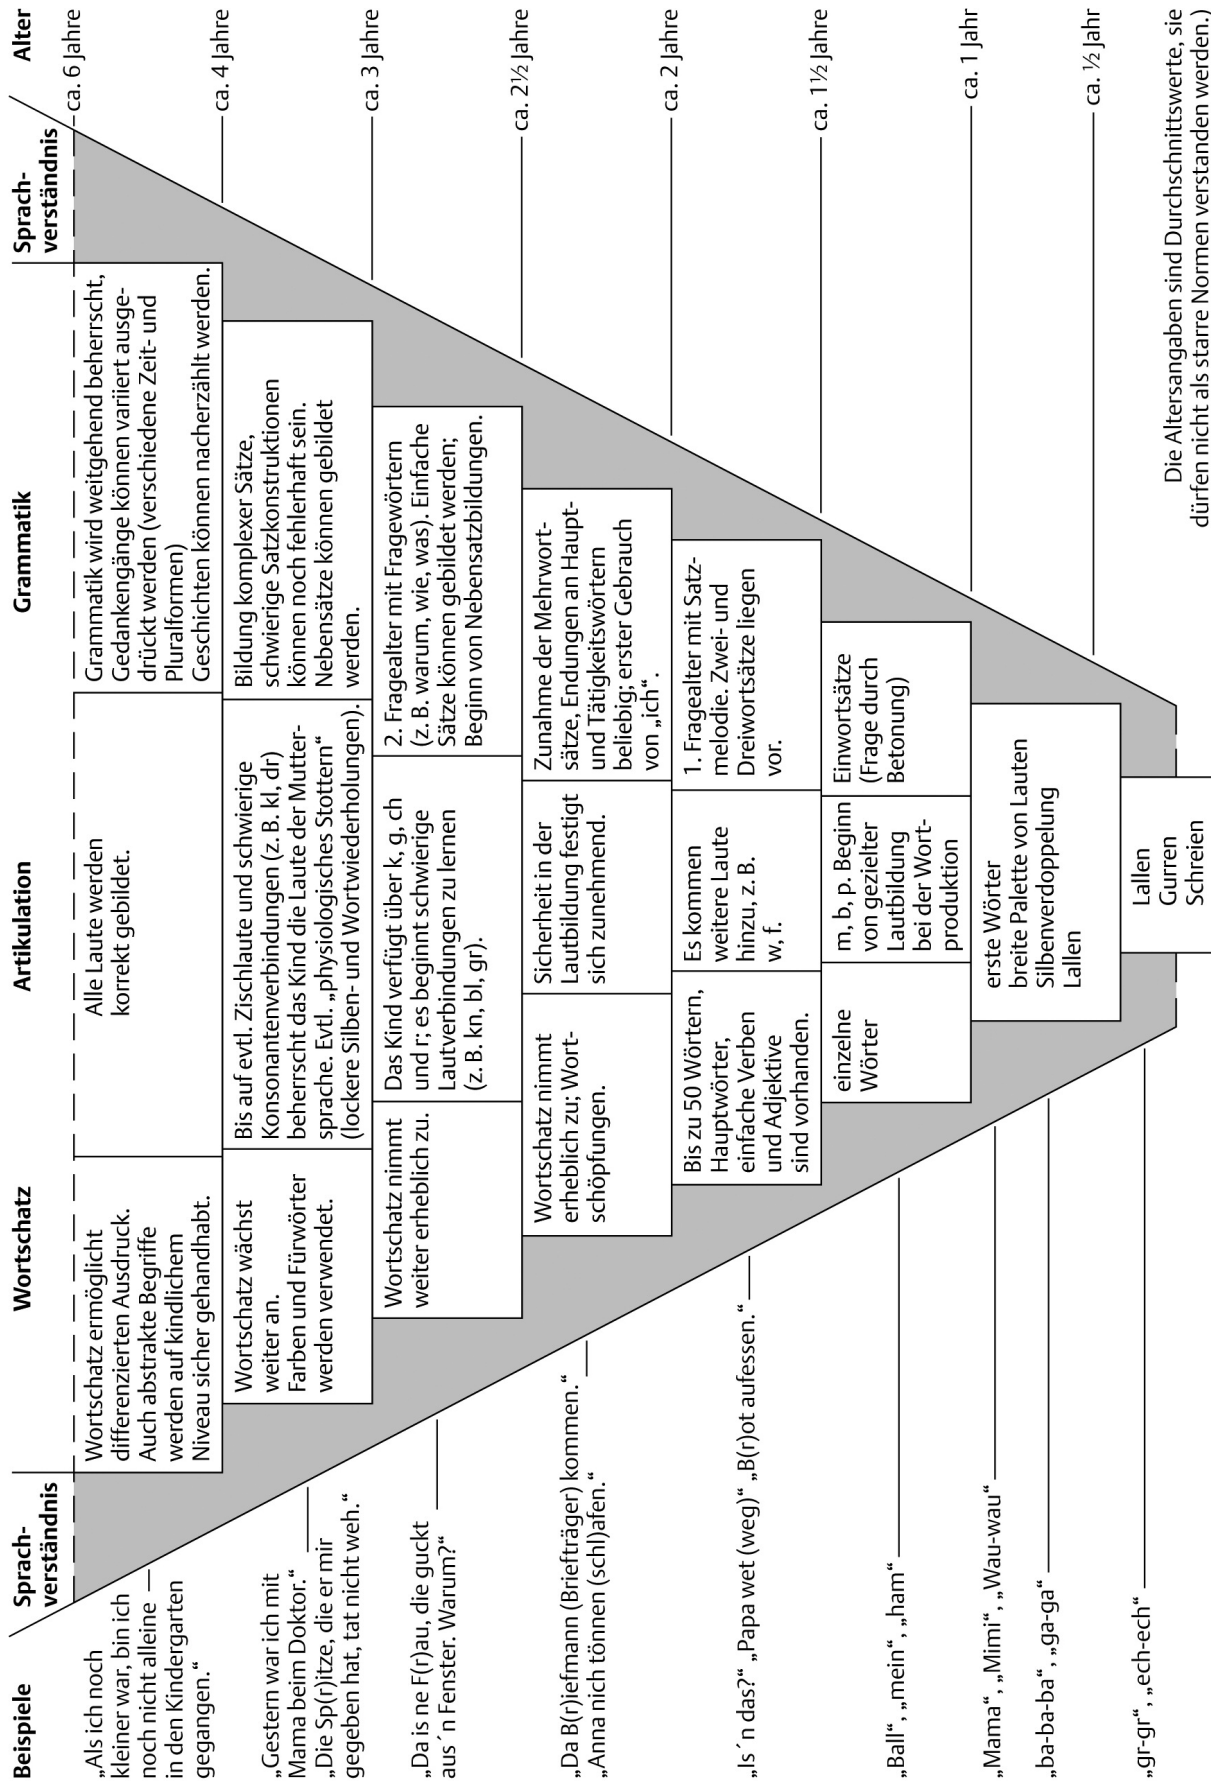 Beispiele
Sprach-
verständnis
Wortschatz
Artikulation
Grammatik
Sprach-
verständnis
Alter
„Als ich noch
kleiner war, bin ich
noch nicht alleine
in den Kindergarten
gegangen.“
Wortschatz ermöglicht
differenzierten Ausdruck.
Auch abstrakte Begriffe
werden auf kindlichem
Niveau sicher gehandhabt.
Alle Laute werden
korrekt gebildet.
Grammatik wird weitgehend beherrscht,
Gedankengänge können variiert ausge-
drückt werden (verschiedene Zeit- und
Pluralformen)
Geschichten können nacherzählt werden.
ca. 6 Jahre
„Gestern war ich mit
Mama beim Doktor.“
„Die Sp(r)itze, die er mir
gegeben hat, tat nicht weh.“
Wortschatz wächst
weiter an.
Farben und Fürwörter
werden verwendet.
Bis auf evtl. Zischlaute und schwierige
Konsonantenverbindungen (z. B. kl, dr)
beherrscht das Kind die Laute der Mutter-
sprache. Evtl. „physiologisches Stottern“
(lockere Silben- und Wortwiederholungen).
Bildung komplexer Sätze,
schwierige Satzkonstruktionen
können noch fehlerhaft sein.
Nebensätze können gebildet
werden.
ca. 4 Jahre
„Da is ne F(r)au, die guckt
aus´n Fenster. Warum?“
Wortschatz nimmt
weiter erheblich zu.
Das Kind verfügt über k, g, ch
und r; es beginnt schwierige
Lautverbindungen zu lernen
(z. B. kn, bl, gr).
2. Fragealter mit Fragewörtern
(z. B. warum, wie, was). Einfache
Sätze können gebildet werden;
Beginn von Nebensatzbildungen.
ca. 3 Jahre
„Da B(r)iefmann (Briefträger) kommen.“
„Anna nich tönnen (schl)afen.“
Wortschatz nimmt
erheblich zu; Wort-
schöpfungen.
Sicherheit in der
Lautbildung festigt
sich zunehmend.
Zunahme der Mehrwort-
sätze, Endungen an Haupt-
und Tätigkeitswörtern
beliebig; erster Gebrauch
von „ich“.
ca. 2½ Jahre
„Is´n das?“ „Papa wet (weg)“ „B(r)ot aufessen.“
Bis zu 50 Wörtern,
Hauptwörter,
einfache Verben
und Adjektive
sind vorhanden.
Es kommen
weitere Laute
hinzu, z. B.
w, f.
1. Fragealter mit Satz-
melodie. Zwei- und
Dreiwortsätze liegen
vor.
ca. 2 Jahre
„Ball“, „mein“, „ham“
einzelne
Wörter
m, b, p. Beginn
von gezielter
Lautbildung
bei der Wort-
produktion
Einwortsätze
(Frage durch
Betonung)
ca. 1½ Jahre
„Mama“, „Mimi“, „Wau-wau“
„ba-ba-ba“, „ga-ga“
erste Wörter
breite Palette von Lauten
Silbenverdoppelung
Lallen
ca. 1 Jahr
„gr-gr“, „ech-ech“
Lallen
Gurren
Schreien
ca. ½ Jahr
Die Altersangaben sind Durchschnittswerte, sie
dürfen nicht als starre Normen verstanden werden.)